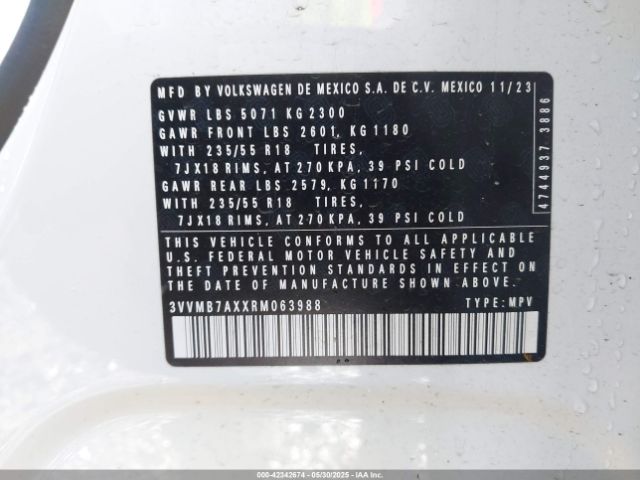 MFD BY VOLKSWAGEN DE MEXICO S.A. DE C.V. MEXICO 11/23
GVWR LBS 5071 KG 2300
GAWR FRONT LBS 2601, KG 1180
WITH 235/55 R18 TIRES,
7JX18 RIMS, AT 270 KPA, 39 PSI COLD
GAWR REAR LBS 2579, KG 1170
WITH 235/55 R18 TIRES,
7JX18 RIMS, AT 270 KPA, 39 PSI COLD
4744937 3886
THIS VEHICLE CONFORMS TO ALL APPLICABLE
U.S. FEDERAL MOTOR VEHICLE SAFETY AND
THEFT PREVENTION STANDARDS IN EFFECT ON THE
DATE OF MANUFACTURE SHOWN ABOVE.
3VVMB7AXXRM063988 TYPE: MPV
000-42342674 - 05/30/2025 - COPYRIGHT IAA, LLC